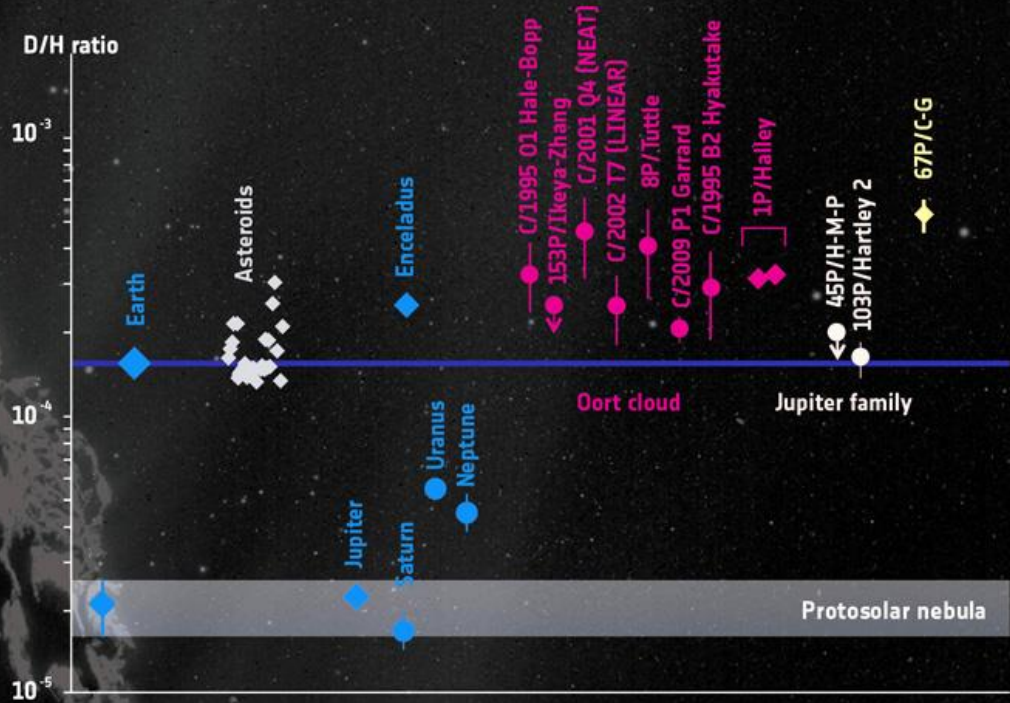 D/H ratio
10-3
10-4
10-5
Earth
Asteroids
Jupiter
Saturn
Enceladus
Uranus
Neptune
C/1995 O1 Hale-Bopp
153P/Ikeya-Zhang
C/2001 Q4 (NEAT)
C/2002 T7 (LINEAR)
8P/Tuttle
C/2009 P1 Garrard
C/1995 B2 Hyakutake
1P/Halley
45P/H-M-P
103P/Hartley 2
67P/C-G
Oort cloud
Jupiter family
Protosolar nebula